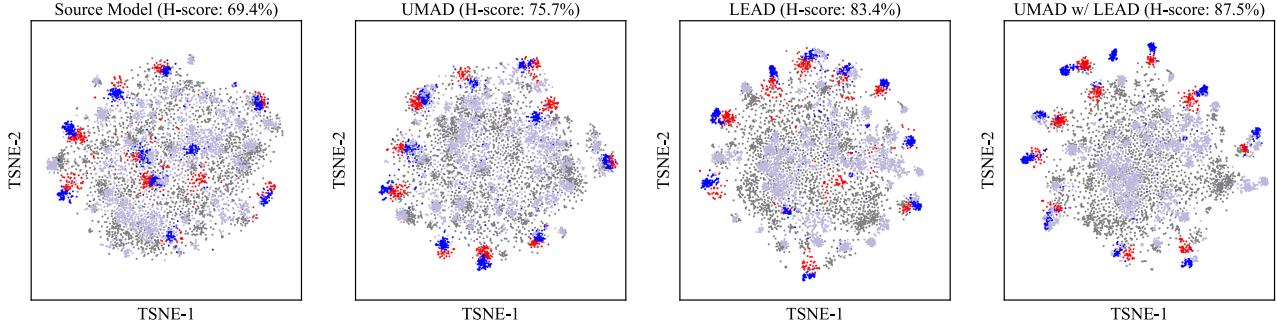 Source Model (H-score: 69.4%)
UMAD (H-score: 75.7%)
LEAD (H-score: 83.4%)
UMAD w/ LEAD (H-score: 87.5%)
TSNE-2
TSNE-2
TSNE-2
TSNE-2
TSNE-1
TSNE-1
TSNE-1
TSNE-1